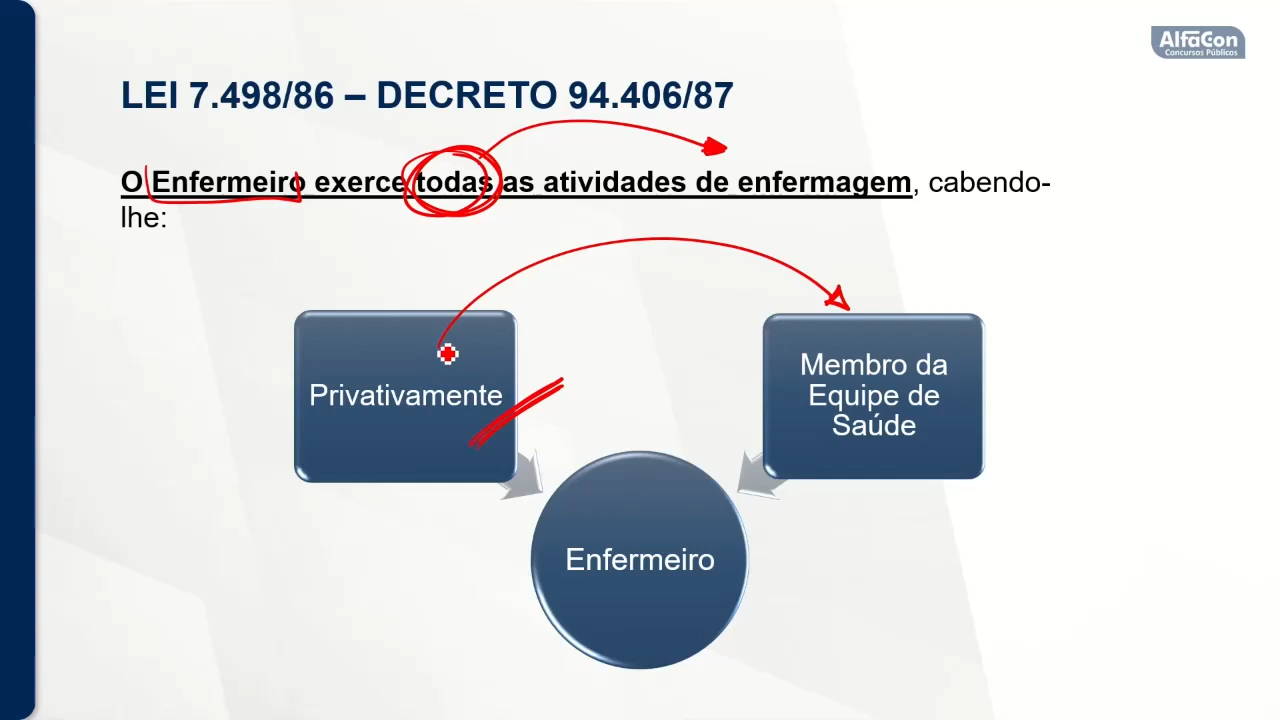 AlfaCon
Concursos Públicos
LEI 7.498/86 – DECRETO 94.406/87
O Enfermeiro exerce todas as atividades de enfermagem, cabendo-
lhe:
Privativamente
Membro da
Equipe de
Saúde
Enfermeiro